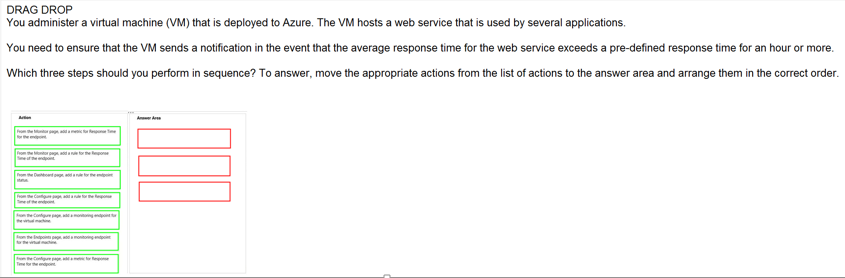 DRAG DROP
You administer a virtual machine (VM) that is deployed to Azure. The VM hosts a web service that is used by several applications.
You need to ensure that the VM sends a notification in the event that the average response time for the web service exceeds a pre-defined response time for an hour or more.
Which three steps should you perform in sequence? To answer, move the appropriate actions from the list of actions to the answer area and arrange them in the correct order.
Action
Answer Area
From the Monitor page, add a metric for Response Time
for the endpoint.
From the Monitor page, add a rule for the Response
Time of the endpoint.
From the Dashboard page, add a rule for the endpoint
status.
From the Configure page, add a rule for the Response
Time of the endpoint.
From the Configure page, add a monitoring endpoint for
the virtual machine.
From the Endpoints page, add a monitoring endpoint
for the virtual machine.
From the Configure page, add a metric for Response
Time for the endpoint.